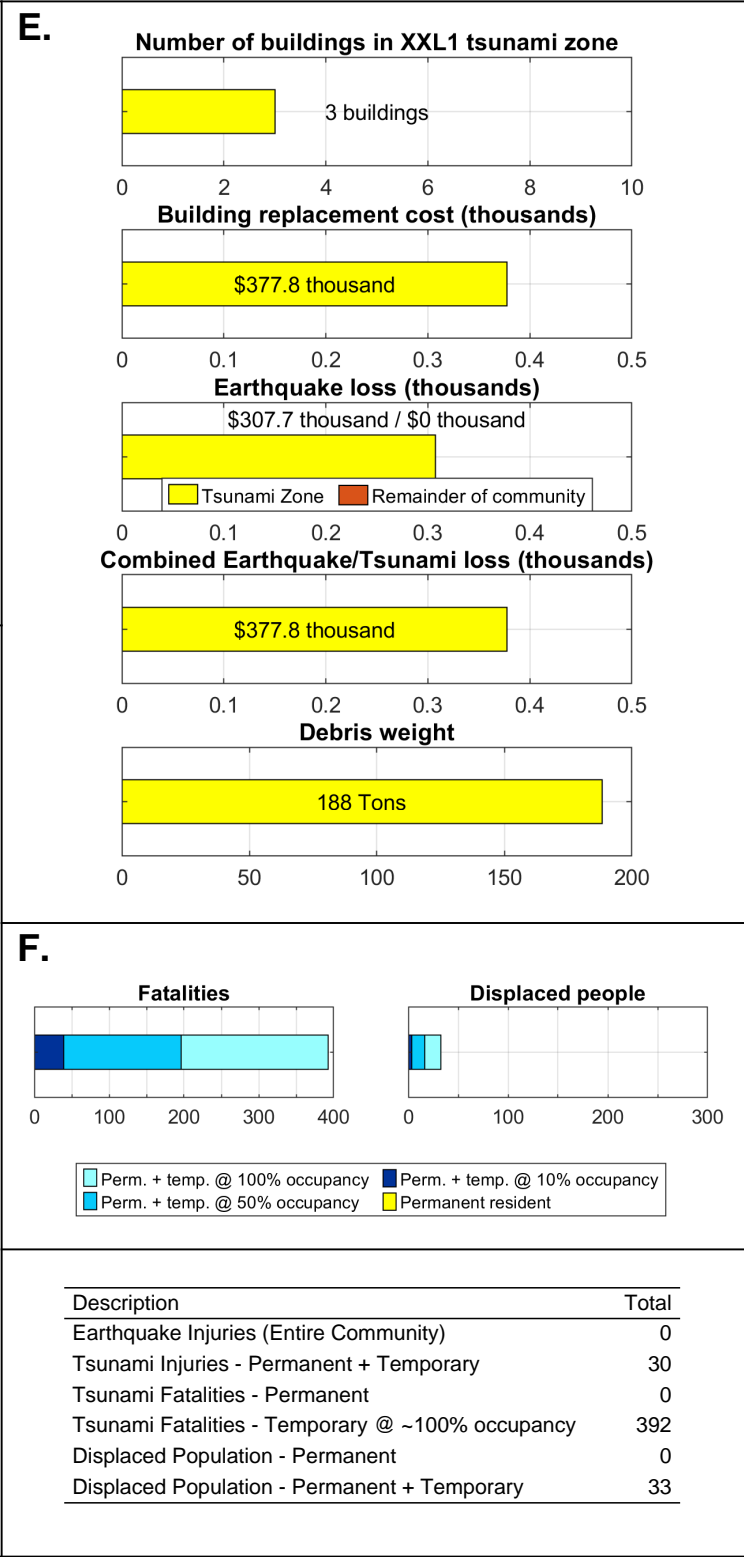 E.
Number of buildings in XXL1 tsunami zone
3 buildings
0 2 4 6 8 10
Building replacement cost (thousands)
$377.8 thousand
0 0.1 0.2 0.3 0.4 0.5
Earthquake loss (thousands)
$307.7 thousand / $0 thousand
Tsunami Zone Remainder of community
0 0.1 0.2 0.3 0.4 0.5
Combined Earthquake/Tsunami loss (thousands)
$377.8 thousand
0 0.1 0.2 0.3 0.4 0.5
Debris weight
188 Tons
0 50 100 150 200
F.
Fatalities Displaced people
0 100 200 300 400 0 100 200 300
Perm. + temp. @ 100% occupancy Perm. + temp. @ 10% occupancy
Perm. + temp. @ 50% occupancy Permanent resident
Description Total
Earthquake Injuries (Entire Community) 0
Tsunami Injuries - Permanent + Temporary 30
Tsunami Fatalities - Permanent 0
Tsunami Fatalities - Temporary @ ~100% occupancy 392
Displaced Population - Permanent 0
Displaced Population - Permanent + Temporary 33